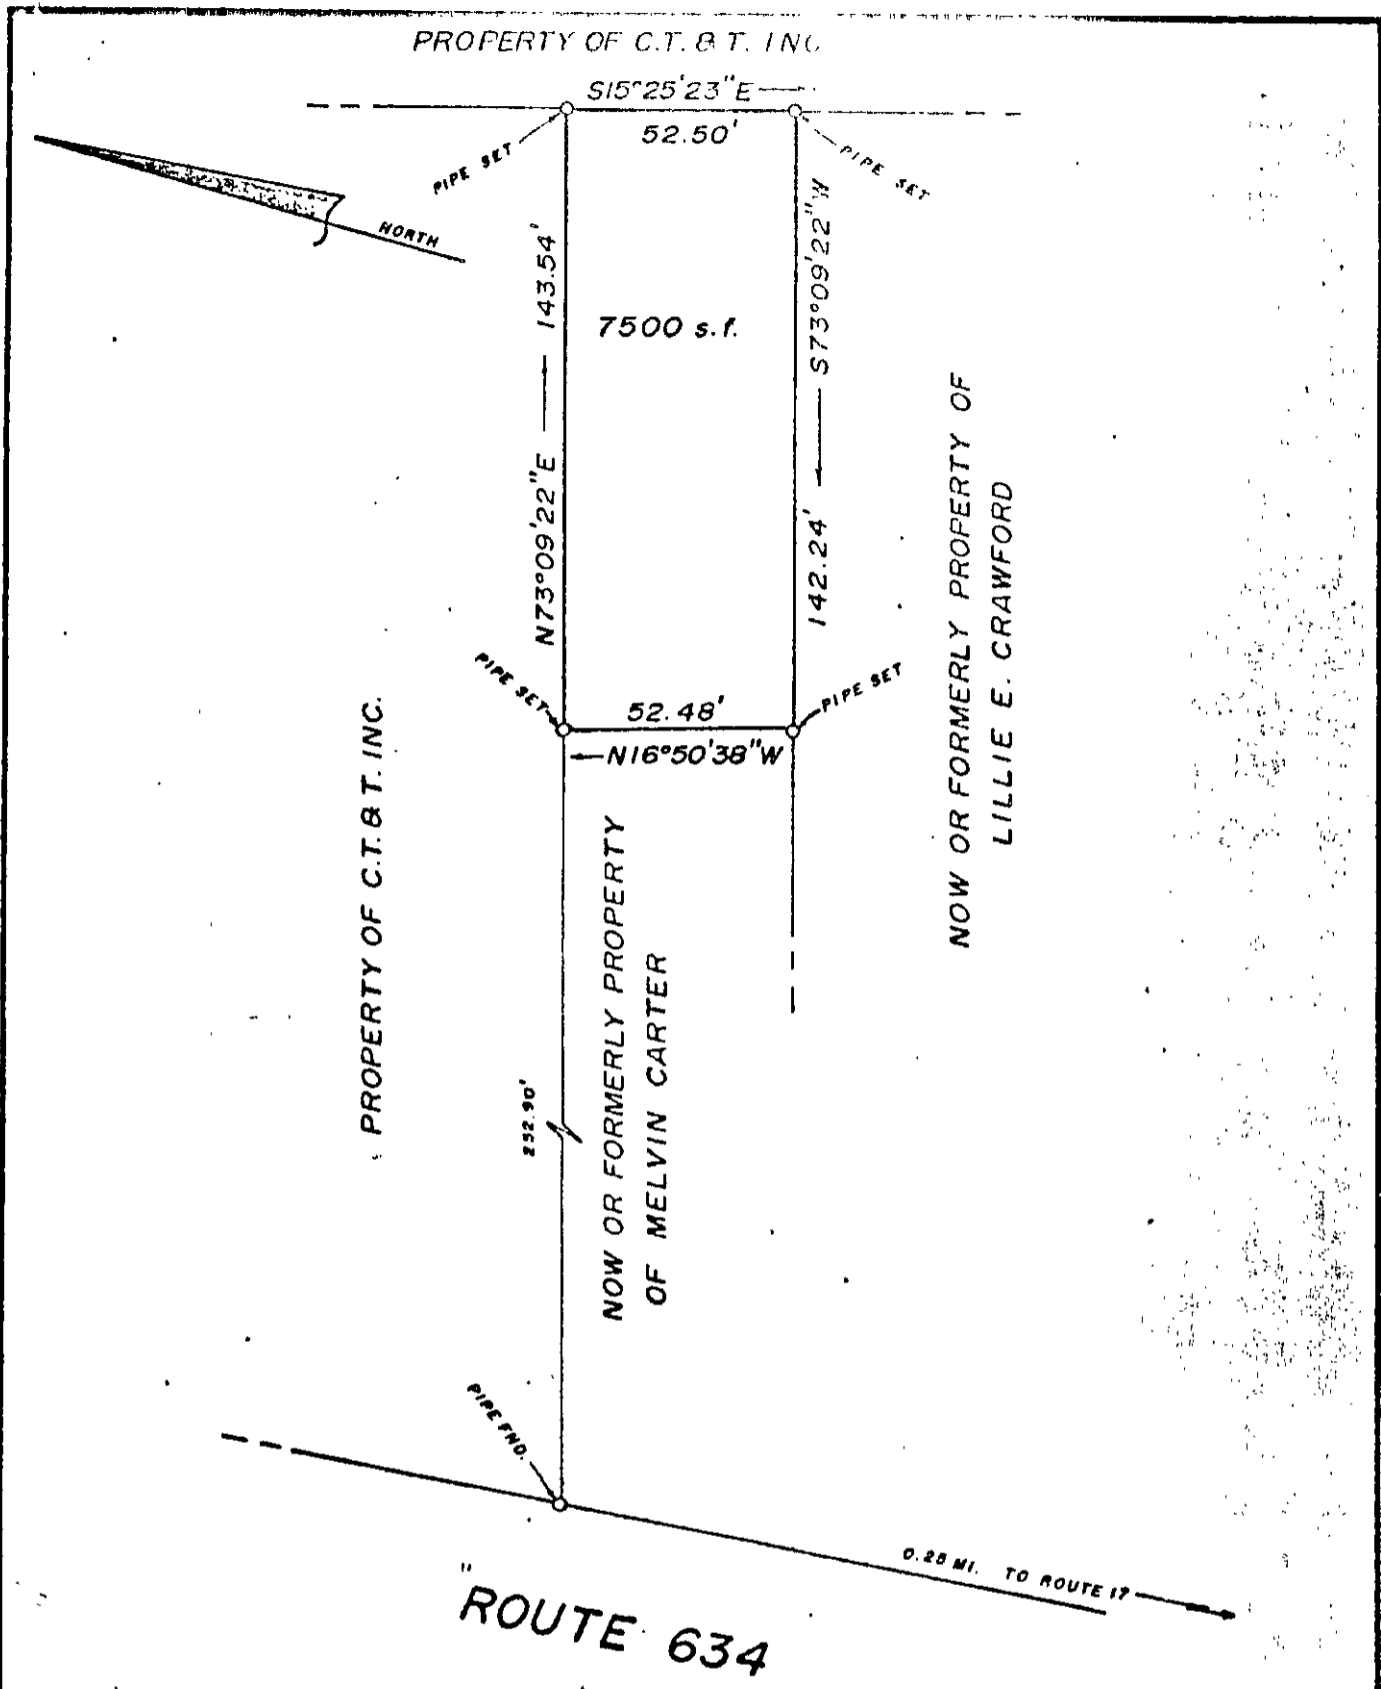 PROPERTY OF C.T. & T. INC
S15°25'23"E
52.50'
PIPE SET
PIPE SET
NORTH
N73°09'22"E 143.54'
7500 s.f.
S73°09'22"W
142.24'
NOW OR FORMERLY PROPERTY OF
LILLIE E. CRAWFORD
PIPE SET
52.48'
PIPE SET
N16°50'38"W
PROPERTY OF C.T. & T. INC.
NOW OR FORMERLY PROPERTY
OF MELVIN CARTER
252.90'
PIPE FND.
0.25 MI. TO ROUTE 17
"ROUTE 634